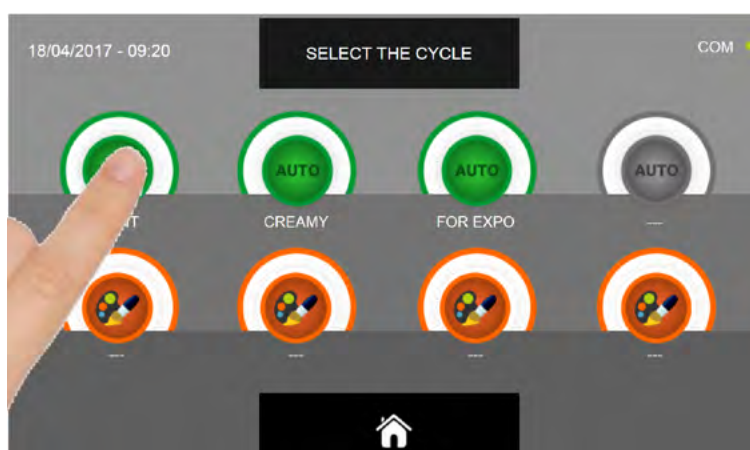 18/04/2017 - 09:20
SELECT THE CYCLE
COM
AUTO
AUTO
AUTO
CREAMY
FOR EXPO
---
---
---
---
---